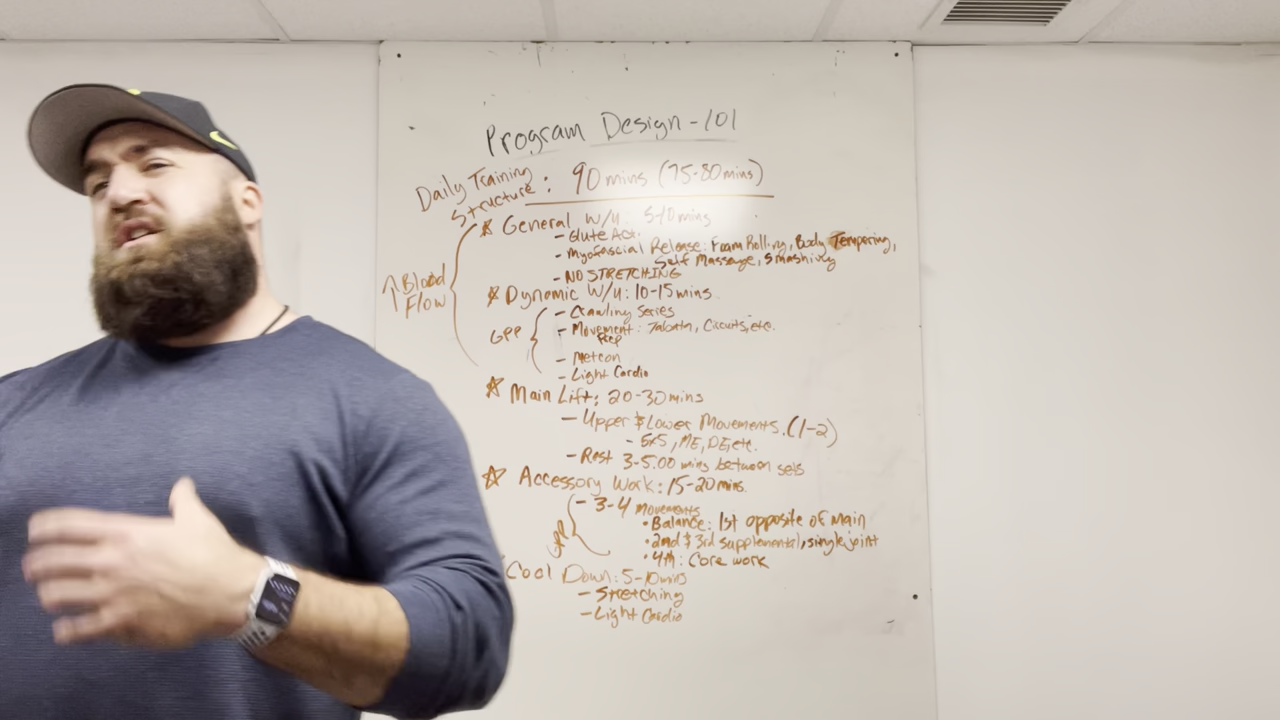 Program Design - 101
Daily Training
Structure: 90 mins (75-80 mins)
General W/U: 5-10 mins
- Glute Act.
- Myofascial Release: Foam Rolling, Body Tempering,
Self Massage, Smashing
- NO STRETCHING
↑ Blood
Flow
Dynamic W/U: 10-15 mins
- Crawling Series
GPP
- Movement: Tabata, Circuits, etc.
Prep
- Metcon
- Light Cardio
Main Lift: 20-30 mins
- Upper & Lower Movements. (1-2)
- 5x5, ME, DE, etc.
- Rest 3-5:00 mins between sets
Accessory Work: 15-20 mins.
- 3-4 Movements
• Balance: 1st opposite of main
GPP
• 2nd & 3rd supplemental, single joint
• 4th: Core work
Cool Down: 5-10 mins
- Stretching
- Light Cardio